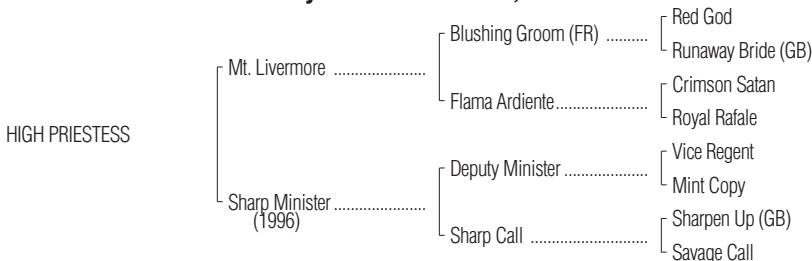 Red God
Blushing Groom (FR) ..........
Runaway Bride (GB)
Mt. Livermore ......................
Crimson Satan
Flama Ardiente......................
Royal Rafale
HIGH PRIESTESS
Vice Regent
Deputy Minister ....................
Mint Copy
Sharp Minister ......................
(1996)
Sharpen Up (GB)
Sharp Call ............................
Savage Call